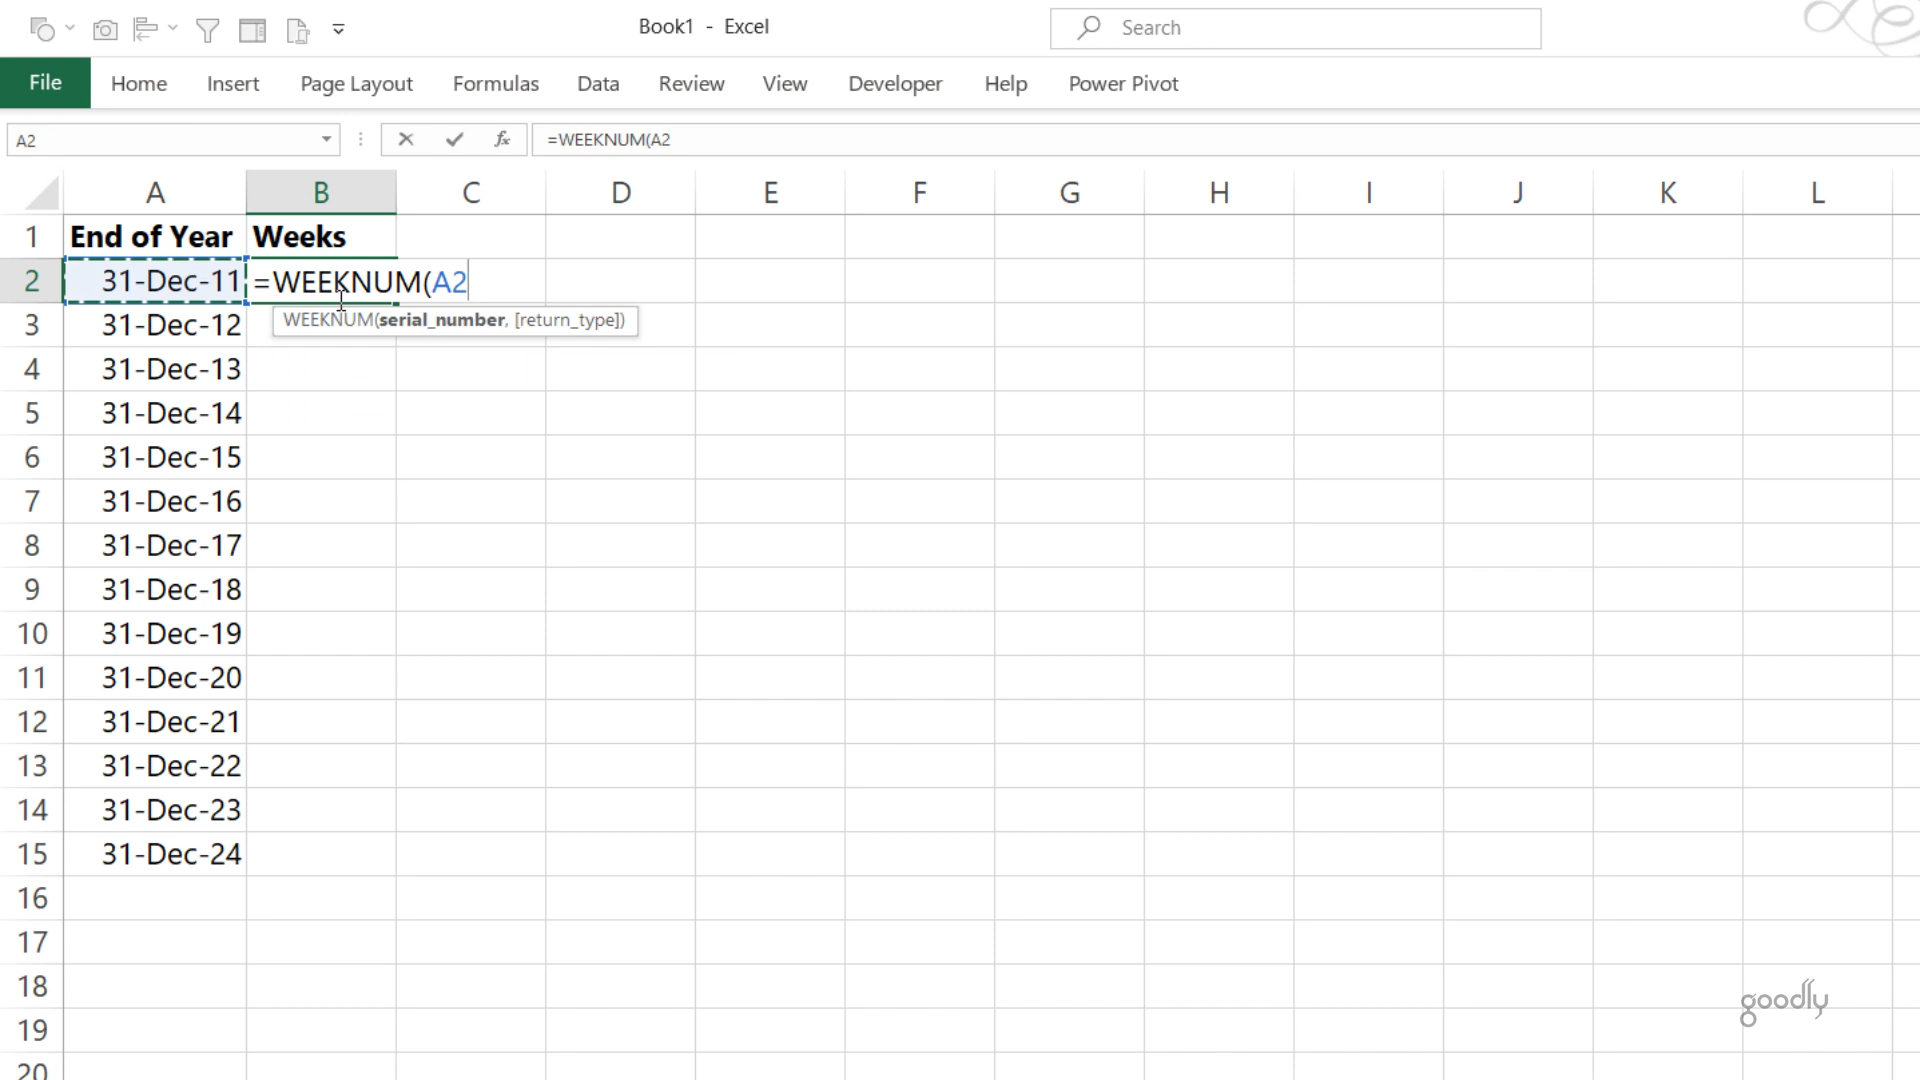 Book1 - Excel
Search
File Home Insert Page Layout Formulas Data Review View Developer Help Power Pivot
A2 fx =WEEKNUM(A2
A B C D E F G H I J K L
1 End of Year Weeks
2 31-Dec-11 =WEEKNUM(A2
WEEKNUM(serial_number, [return_type])
3 31-Dec-12
4 31-Dec-13
5 31-Dec-14
6 31-Dec-15
7 31-Dec-16
8 31-Dec-17
9 31-Dec-18
10 31-Dec-19
11 31-Dec-20
12 31-Dec-21
13 31-Dec-22
14 31-Dec-23
15 31-Dec-24
16
17
18
19
20
goodly